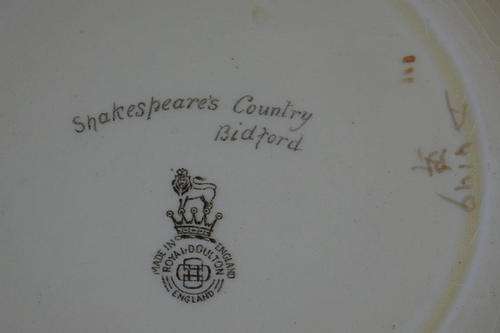 Shakespeare's Country
Bidford
MADE IN ENGLAND
ROYAL·DOULTON
ENGLAND